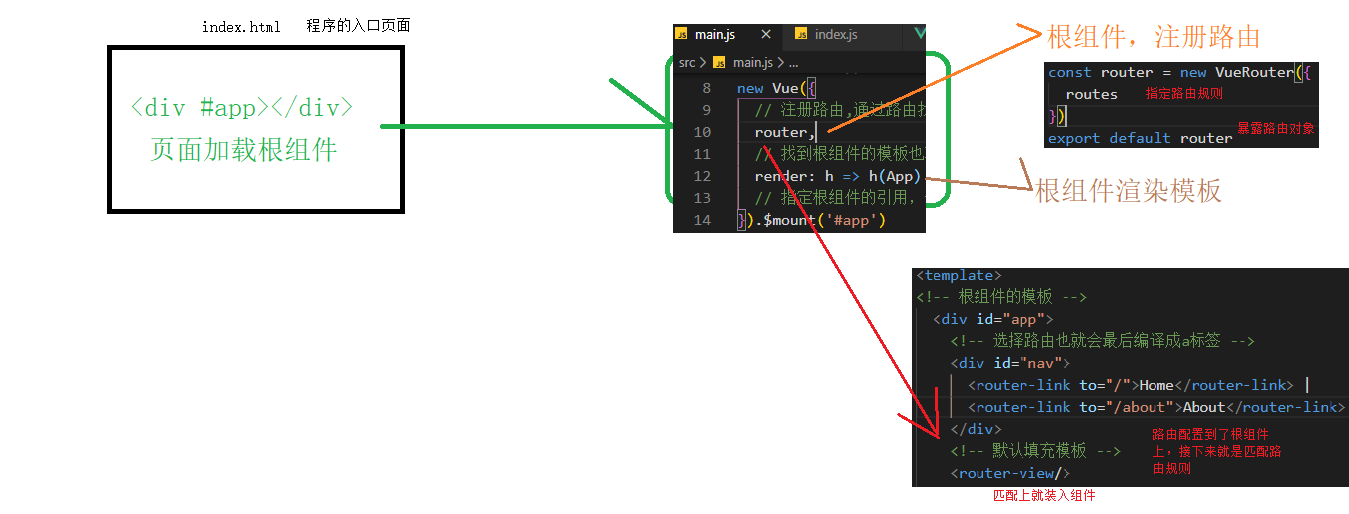 index.html 程序的入口页面
<div #app></div>
页面加载根组件
main.js
index.js
src > main.js > ...
8 new Vue({
9 // 注册路由,通过路由
10 router,
11 // 找到根组件的模板也
12 render: h => h(App)
13 // 指定根组件的引用,
14 }).$mount('#app')
根组件，注册路由
const router = new VueRouter({
routes 指定路由规则
})
暴露路由对象
export default router
根组件渲染模板
<template>
<!-- 根组件的模板 -->
<div id="app">
<!-- 选择路由也就会最后编译成a标签 -->
<div id="nav">
<router-link to="/">Home</router-link> |
<router-link to="/about">About</router-link>
</div>
<!-- 默认填充模板 -->
<router-view/>
路由配置到了根组件
上，接下来就是匹配路
由规则
匹配上就装入组件